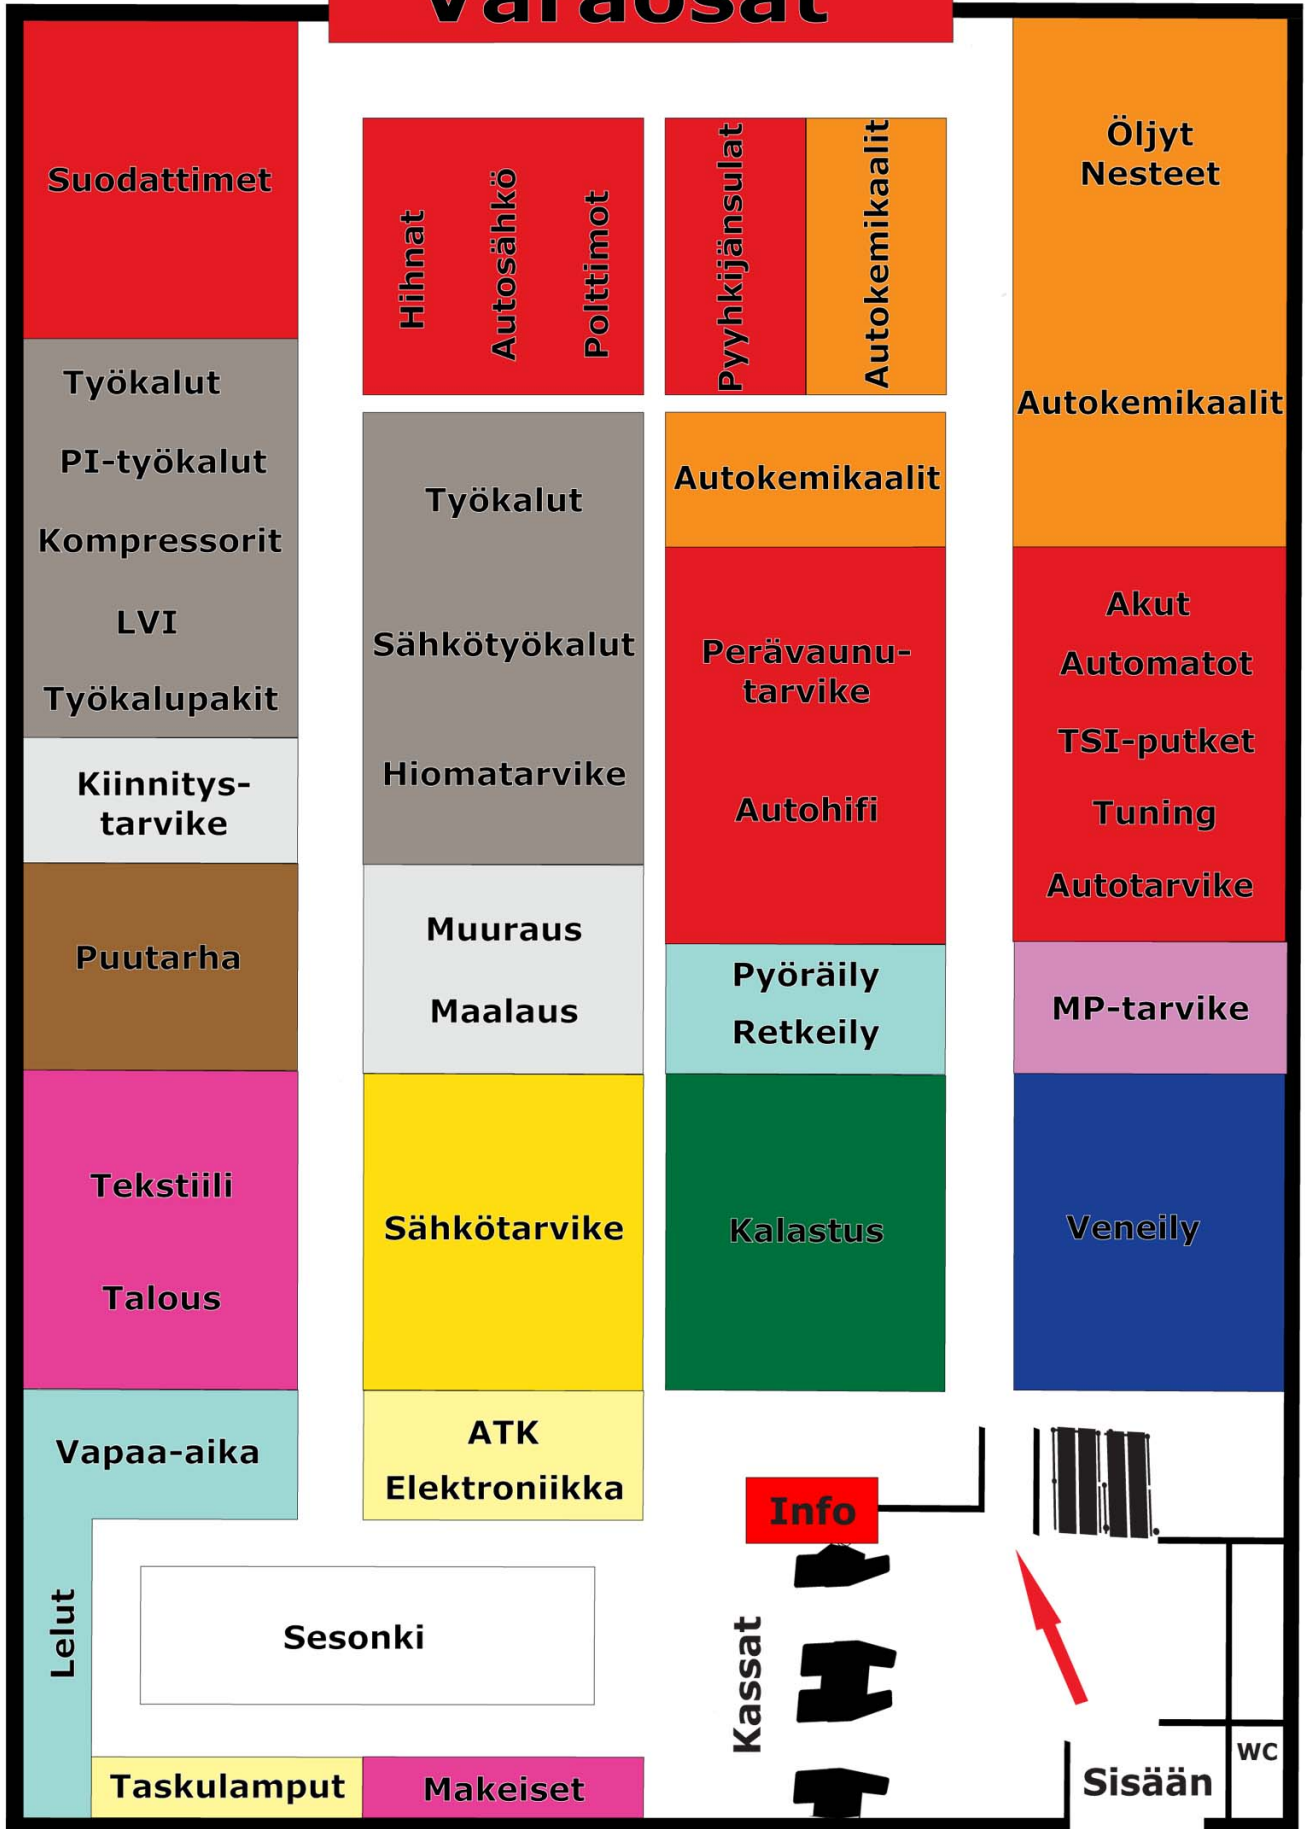 Varaosat
Suodattimet
Työkalut
PI-työkalut
Kompressorit
LVI
Työkalupakit
Kiinnitys-
tarvike
Puutarha
Tekstiili
Talous
Vapaa-aika
Lelut
Hihnat
Autosähkö
Polttimot
Työkalut
Sähkötyökalut
Hiomatarvike
Muuraus
Maalaus
Sähkötarvike
ATK
Elektroniikka
Sesonki
Taskulamput
Makeiset
Pyyhkijänsulat
Autokemikaalit
Autokemikaalit
Perävaunu-
tarvike
Autohifi
Pyöräily
Retkeily
Kalastus
Info
Kassat
Öljyt
Nesteet
Autokemikaalit
Akut
Automatot
TSI-putket
Tuning
Autotarvike
MP-tarvike
Veneily
WC
Sisään